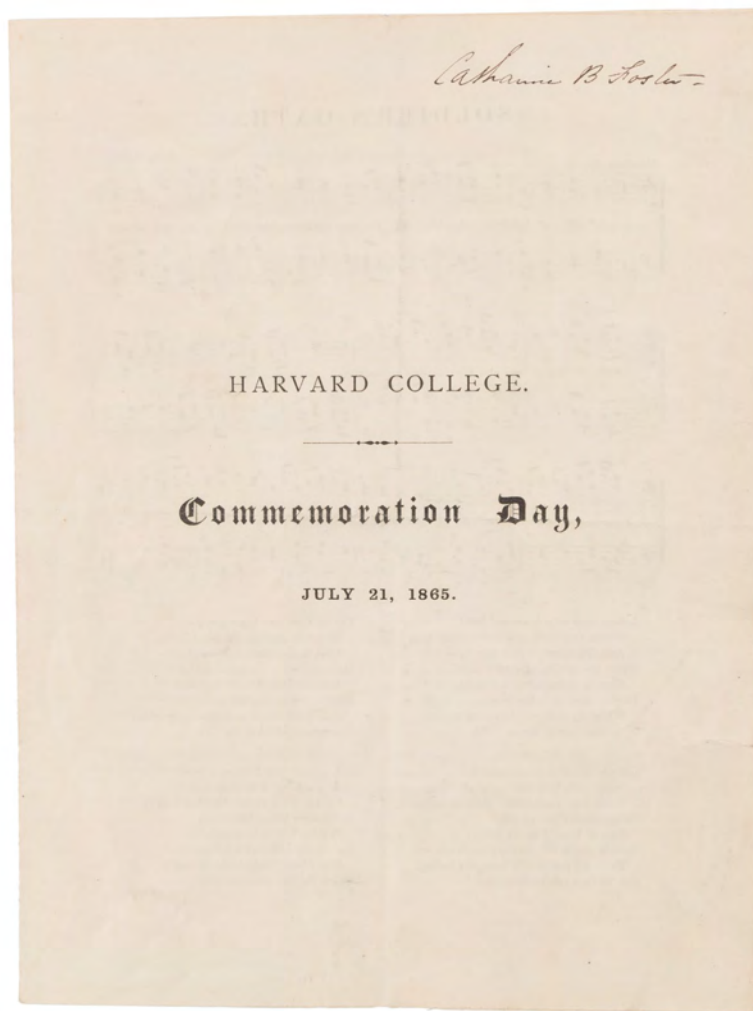 Catharine B Foster
HARVARD COLLEGE.
Commemoration Day,
JULY 21, 1865.